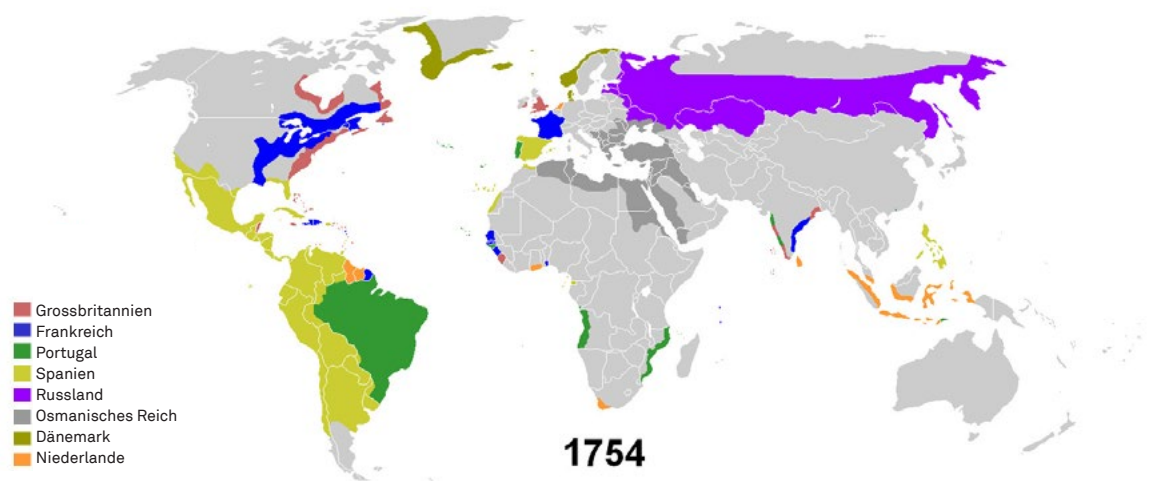 Grossbritannien
Frankreich
Portugal
Spanien
Russland
Osmanisches Reich
Dänemark
Niederlande
1754